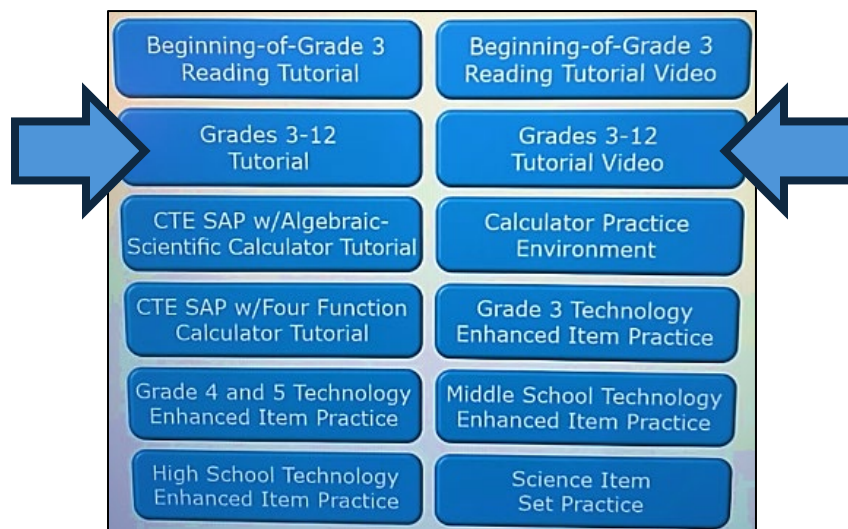 Beginning-of-Grade 3
Reading Tutorial
Beginning-of-Grade 3
Reading Tutorial Video
Grades 3-12
Tutorial
Grades 3-12
Tutorial Video
CTE SAP w/Algebraic-
Scientific Calculator Tutorial
Calculator Practice
Environment
CTE SAP w/Four Function
Calculator Tutorial
Grade 3 Technology
Enhanced Item Practice
Grade 4 and 5 Technology
Enhanced Item Practice
Middle School Technology
Enhanced Item Practice
High School Technology
Enhanced Item Practice
Science Item
Set Practice